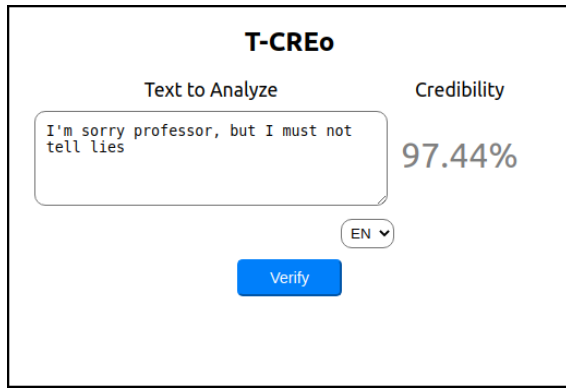 T-CREo
Text to Analyze
Credibility
I'm sorry professor, but I must not
tell lies
97.44%
EN
Verify